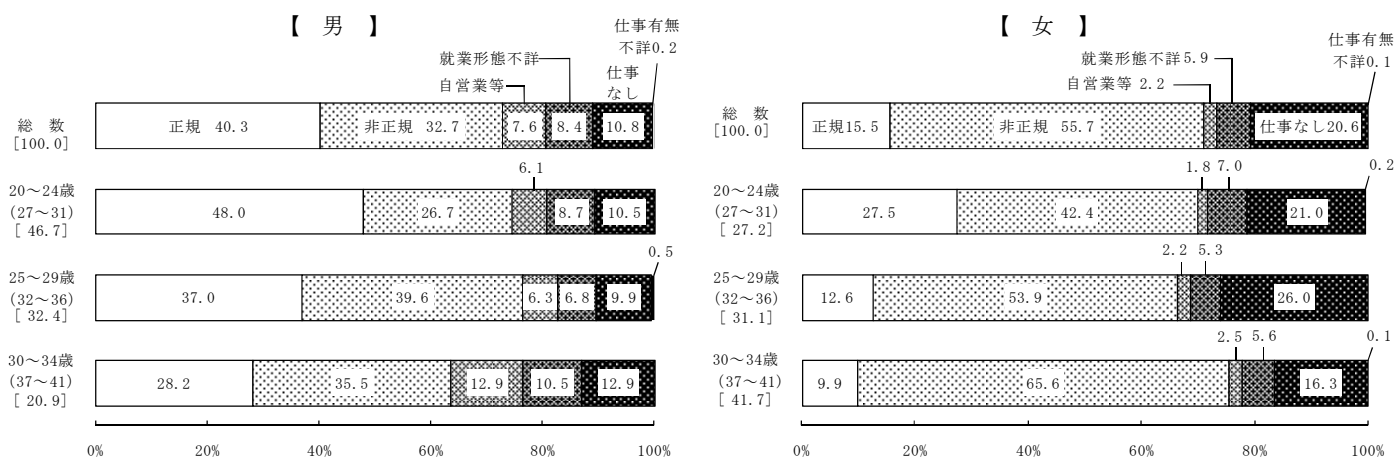 【 男 】
仕事有無
不詳0.2
就業形態不詳
自営業等
仕事
なし
総 数
[100.0]
正規 40.3
非正規 32.7
7.6
8.4
10.8
6.1
20～24歳
(27～31)
[ 46.7]
48.0
26.7
8.7
10.5
0.5
25～29歳
(32～36)
[ 32.4]
37.0
39.6
6.3
6.8
9.9
30～34歳
(37～41)
[ 20.9]
28.2
35.5
12.9
10.5
12.9
0%
20%
40%
60%
80%
100%
【 女 】
仕事有無
不詳0.1
就業形態不詳5.9
自営業等 2.2
総 数
[100.0]
正規15.5
非正規 55.7
仕事なし20.6
1.8
7.0
0.2
20～24歳
(27～31)
[ 27.2]
27.5
42.4
21.0
2.2
5.3
25～29歳
(32～36)
[ 31.1]
12.6
53.9
26.0
2.5
5.6
0.1
30～34歳
(37～41)
[ 41.7]
9.9
65.6
16.3
0%
20%
40%
60%
80%
100%